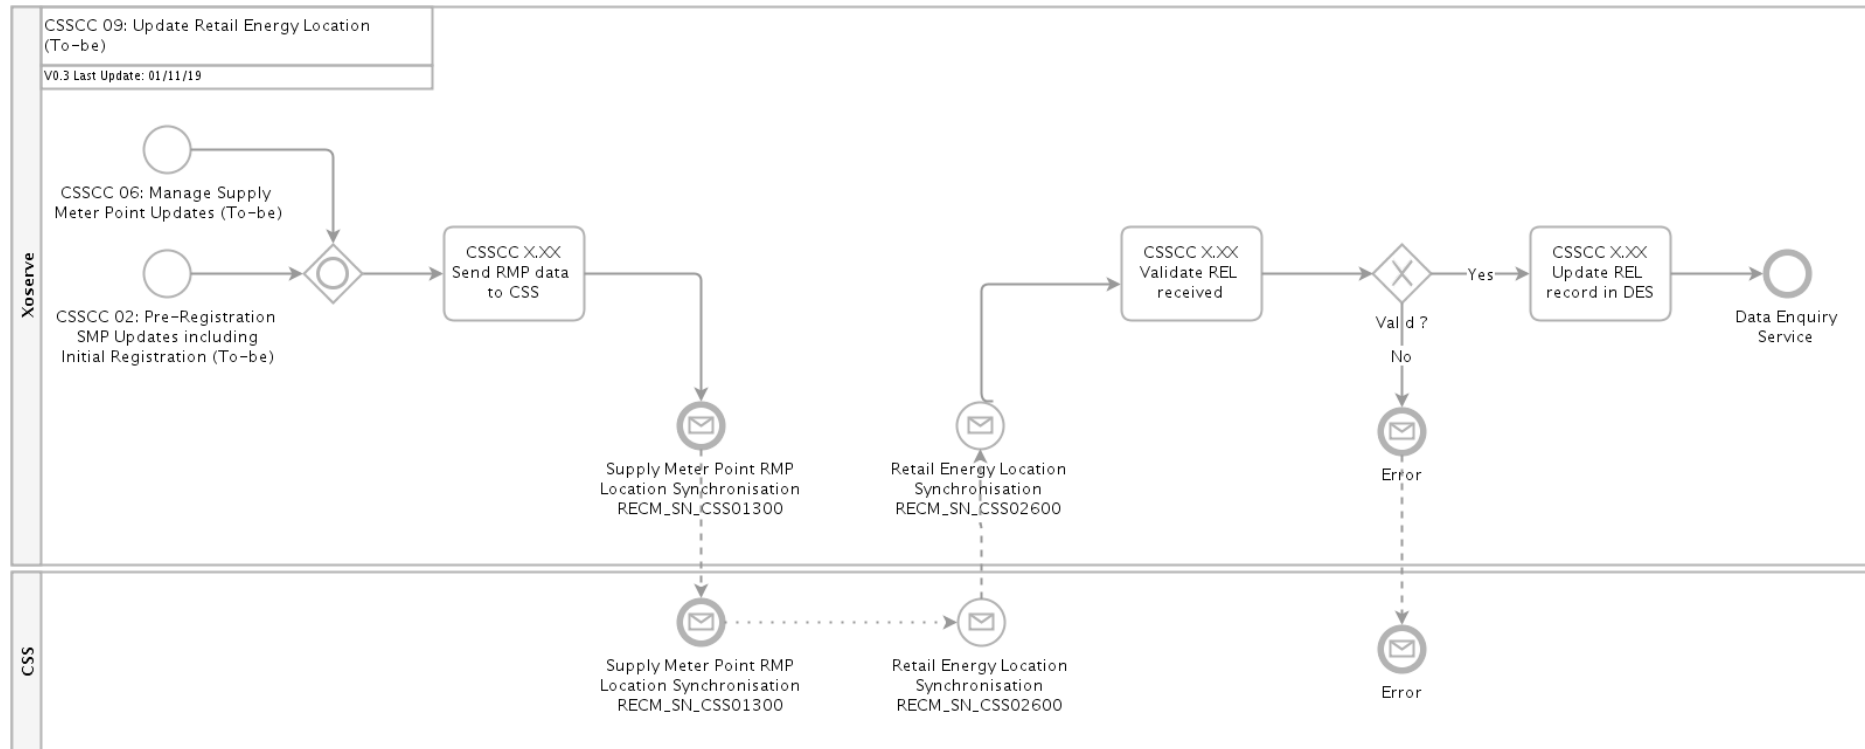 CSSCC 09: Update Retail Energy Location
(To-be)
V0.3 Last Update: 01/11/19
Xoserve
CSSCC 06: Manage Supply
Meter Point Updates (To-be)
CSSCC 02: Pre-Registration
SMP Updates including
Initial Registration (To-be)
CSSCC X.XX
Send RMP data
to CSS
Supply Meter Point RMP
Location Synchronisation
RECM_SN_CSS01300
Retail Energy Location
Synchronisation
RECM_SN_CSS02600
CSSCC X.XX
Validate REL
received
Valid ?
Yes
No
Error
CSSCC X.XX
Update REL
record in DES
Data Enquiry
Service
CSS
Supply Meter Point RMP
Location Synchronisation
RECM_SN_CSS01300
Retail Energy Location
Synchronisation
RECM_SN_CSS02600
Error